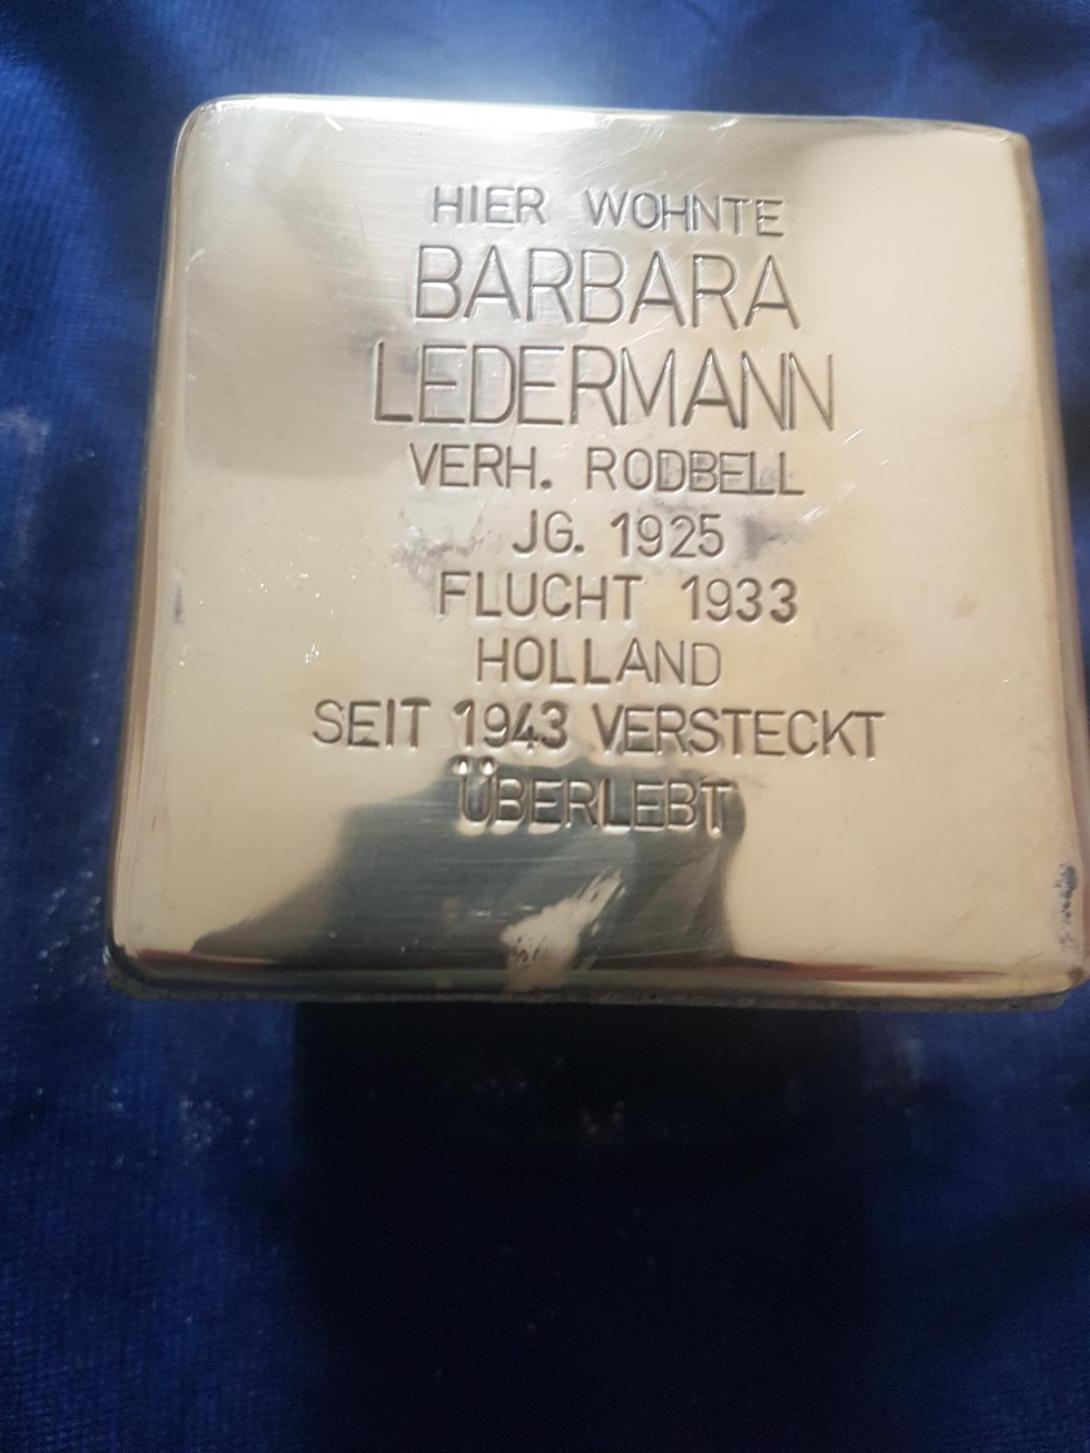 HIER WOHNTE
BARBARA
LEDERMANN
VERH. RODBELL
JG. 1925
FLUCHT 1933
HOLLAND
SEIT 1943 VERSTECKT
ÜBERLEBT